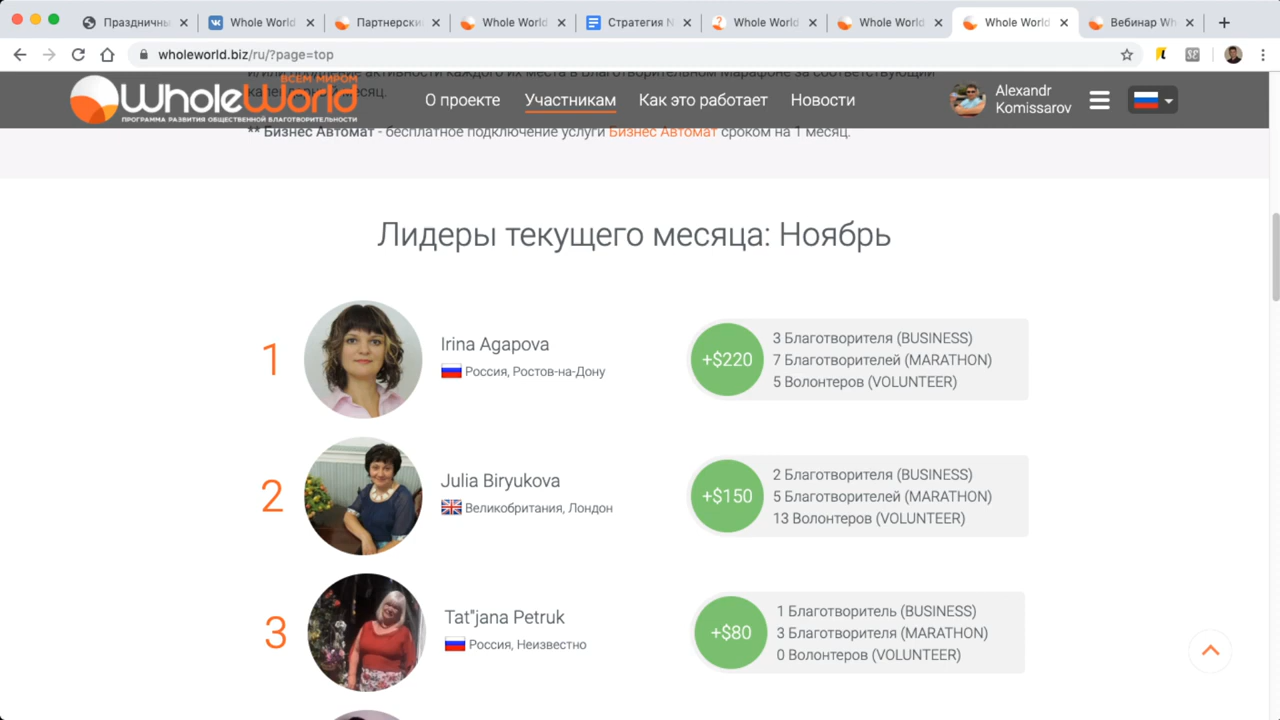 Праздничны
Whole World
Партнерски
Whole World
Стратегия N
Whole World
Whole World
Whole World
Вебинар Wh
wholeworld.biz/ru/?page=top
календарный месяц.
ВСЕМ МИРОМ
WholeWorld
ПРОГРАММА РАЗВИТИЯ ОБЩЕСТВЕННОЙ БЛАГОТВОРИТЕЛЬНОСТИ
О проекте
Участникам
Как это работает
Новости
Alexandr
Komissarov
** Бизнес Автомат - бесплатное подключение услуги Бизнес Автомат сроком на 1 месяц.
Лидеры текущего месяца: Ноябрь
1
Irina Agapova
Россия, Ростов-на-Дону
+$220
3 Благотворителя (BUSINESS)
7 Благотворителей (MARATHON)
5 Волонтеров (VOLUNTEER)
2
Julia Biryukova
Великобритания, Лондон
+$150
2 Благотворителя (BUSINESS)
5 Благотворителей (MARATHON)
13 Волонтеров (VOLUNTEER)
3
Tat"jana Petruk
Россия, Неизвестно
+$80
1 Благотворитель (BUSINESS)
3 Благотворителя (MARATHON)
0 Волонтеров (VOLUNTEER)